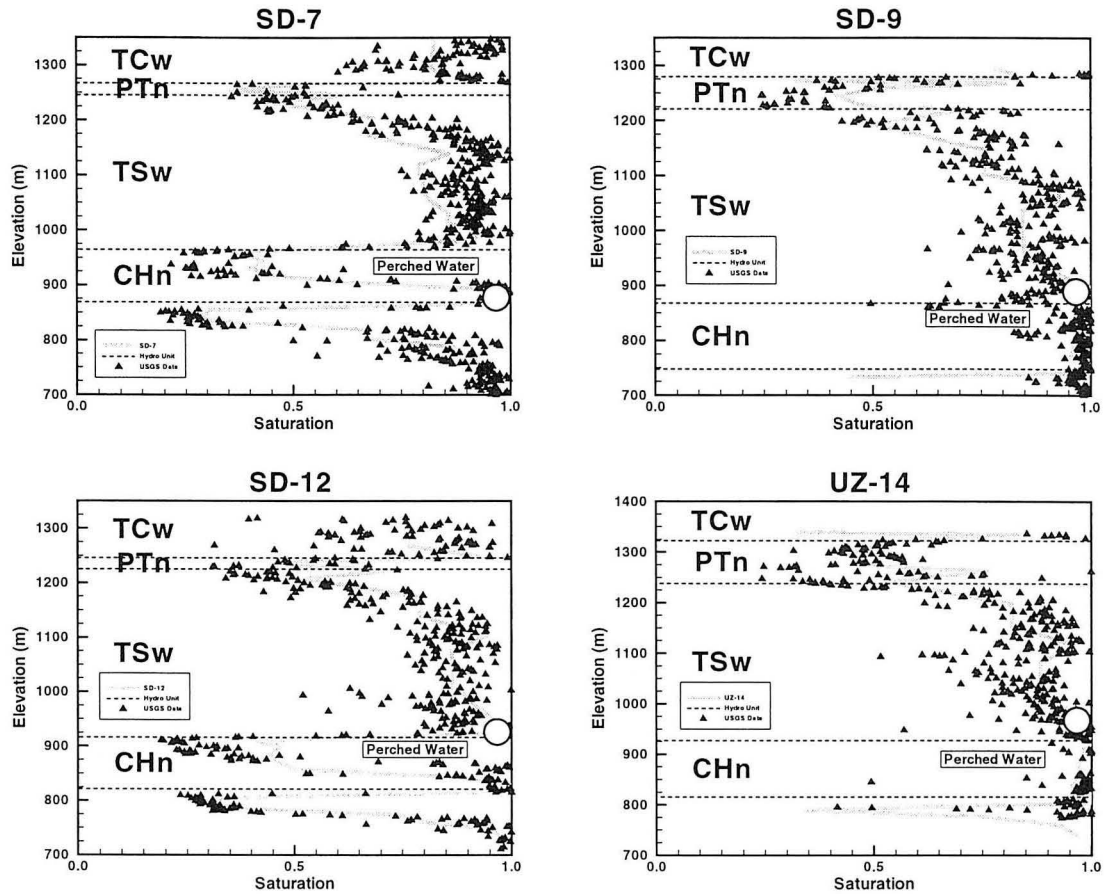 SD-7
Elevation (m)
1300
1200
1100
1000
900
800
700
TCw
PTn
TSw
CHn
Perched Water
SD-7
Hydro Unit
USGS Data
0.0
0.5
1.0
Saturation
SD-9
Elevation (m)
1300
1200
1100
1000
900
800
700
TCw
PTn
TSw
SD-9
Hydro Unit
USGS Data
Perched Water
CHn
0.0
0.5
1.0
Saturation
SD-12
Elevation (m)
1300
1200
1100
1000
900
800
700
TCw
PTn
TSw
SD-12
Hydro Unit
USGS Data
Perched Water
CHn
0.0
0.5
1.0
Saturation
UZ-14
Elevation (m)
1400
1300
1200
1100
1000
900
800
700
TCw
PTn
TSw
UZ-14
Hydro Unit
USGS Data
Perched Water
CHn
0.0
0.5
1.0
Saturation